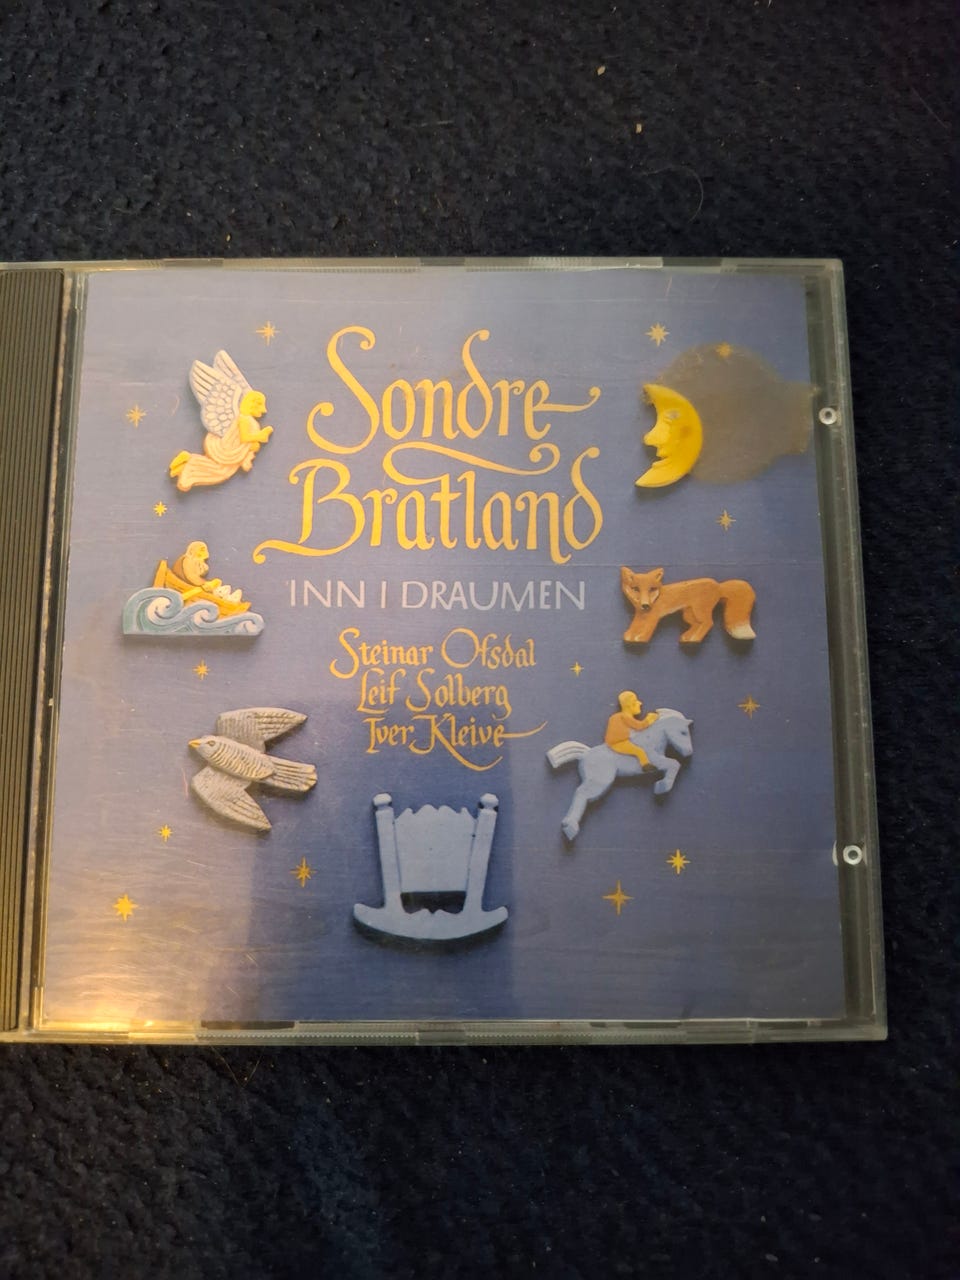 Sondre
Bratland
INN I DRAUMEN
Steinar Ofsdal
Leif Solberg
Iver Kleive